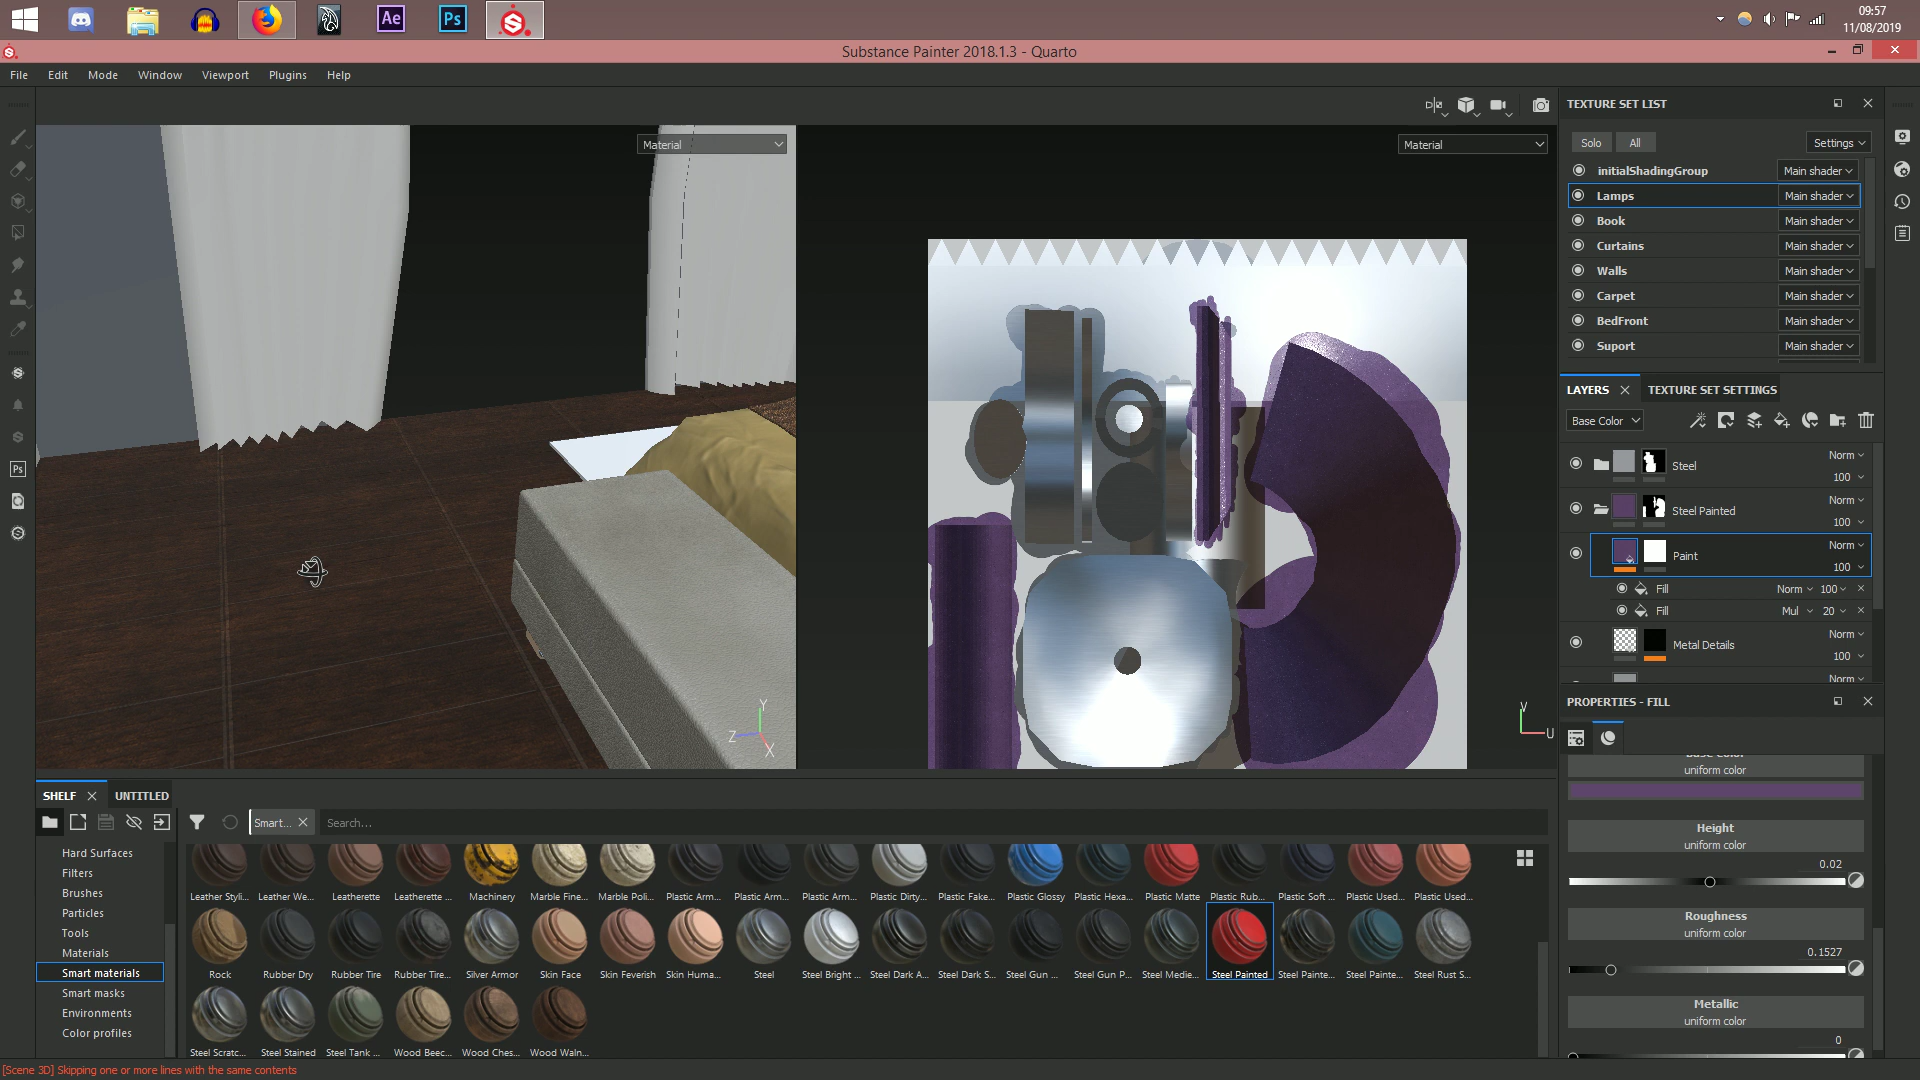 Ae
Ps
09:57
11/08/2019
Substance Painter 2018.1.3 - Quarto
File Edit Mode Window Viewport Plugins Help
Material
Material
Z Y X
V U
TEXTURE SET LIST
Solo All Settings
initialShadingGroup Main shader
Lamps Main shader
Book Main shader
Curtains Main shader
Walls Main shader
Carpet Main shader
BedFront Main shader
Suport Main shader
LAYERS TEXTURE SET SETTINGS
Base Color
Steel Norm 100
Steel Painted Norm 100
Paint Norm 100
Fill Norm 100
Fill Mul 20
Metal Details Norm 100
Norm
PROPERTIES - FILL
Base Color
uniform color
Height
uniform color
0.02
Roughness
uniform color
0.1527
Metallic
uniform color
0
Ps
SHELF UNTITLED
Smart... Search...
Hard Surfaces
Filters
Brushes
Particles
Tools
Materials
Smart materials
Smart masks
Environments
Color profiles
Leather Styli... Leather We... Leatherette Leatherette ... Machinery Marble Fine... Marble Poli... Plastic Arm... Plastic Arm... Plastic Arm... Plastic Dirty... Plastic Fake... Plastic Glossy Plastic Hexa... Plastic Matte Plastic Rub... Plastic Soft ... Plastic Used... Plastic Used...
Rock Rubber Dry Rubber Tire Rubber Tire... Silver Armor Skin Face Skin Feverish Skin Huma... Steel Steel Bright ... Steel Dark A... Steel Dark S... Steel Gun ... Steel Gun P... Steel Medie... Steel Painted Steel Painte... Steel Painte... Steel Rust S...
Steel Scratc... Steel Stained Steel Tank ... Wood Beec... Wood Ches... Wood Waln...
[Scene 3D] Skipping one or more lines with the same contents